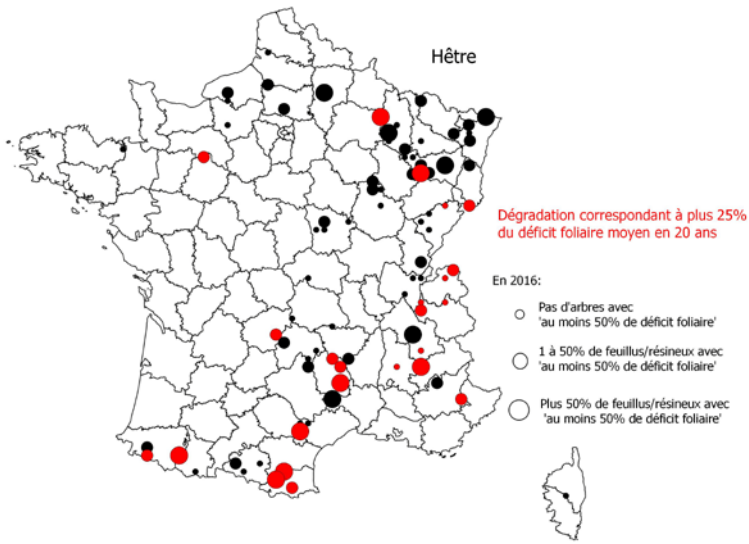 Hêtre
Dégradation correspondant à plus 25%
du déficit foliaire moyen en 20 ans
En 2016:
Pas d'arbres avec
'au moins 50% de déficit foliaire'
1 à 50% de feuillus/résineux avec
'au moins 50% de déficit foliaire'
Plus 50% de feuillus/résineux avec
'au moins 50% de déficit foliaire'